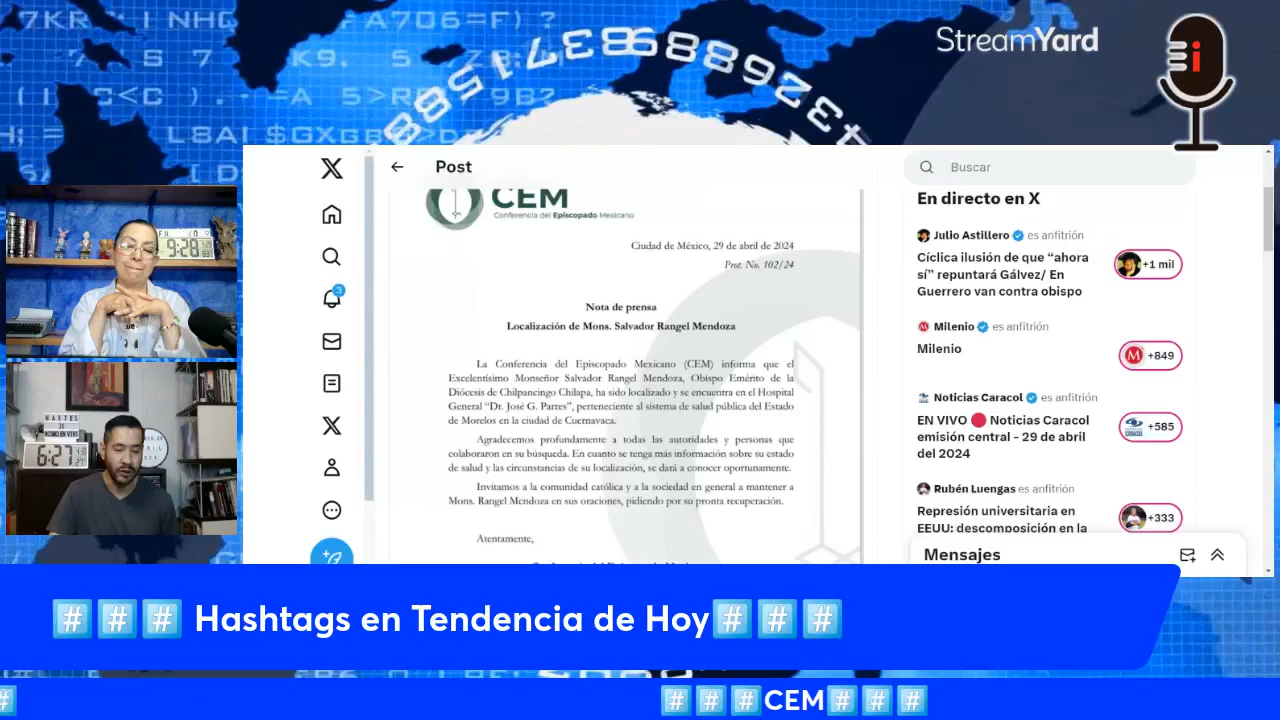 StreamYard
Post
Buscar
CEM
Conferencia del Episcopado Mexicano
Ciudad de México, 29 de abril de 2024
Prot. No. 102/24
Nota de prensa
Localización de Mons. Salvador Rangel Mendoza
La Conferencia del Episcopado Mexicano (CEM) informa que el
Excelentísimo Monseñor Salvador Rangel Mendoza, Obispo Emérito de la
Diócesis de Chilpancingo Chilapa, ha sido localizado y se encuentra en el Hospital
General “Dr. José G. Parres”, perteneciente al sistema de salud pública del Estado
de Morelos en la ciudad de Cuernavaca.
Agradecemos profundamente a todas las autoridades y personas que
colaboraron en su búsqueda. En cuanto se tenga más información sobre su estado
de salud y las circunstancias de su localización, se dará a conocer oportunamente.
Invitamos a la comunidad católica y a la sociedad en general a mantener a
Mons. Rangel Mendoza en sus oraciones, pidiendo por su pronta recuperación.
Atentamente,
En directo en X
Julio Astillero es anfitrión
Cíclica ilusión de que “ahora
sí” repuntará Gálvez/ En
Guerrero van contra obispo
+1 mil
Milenio es anfitrión
Milenio
+849
Noticias Caracol es anfitrión
EN VIVO 🔴 Noticias Caracol
emisión central - 29 de abril
del 2024
+585
Rubén Luengas es anfitrión
Represión universitaria en
EEUU: descomposición en la
+333
Mensajes
3
9:28
MARTES
30
6:27
#️⃣#️⃣#️⃣ Hashtags en Tendencia de Hoy#️⃣#️⃣#️⃣
#️⃣#️⃣#️⃣CEM#️⃣#️⃣#️⃣